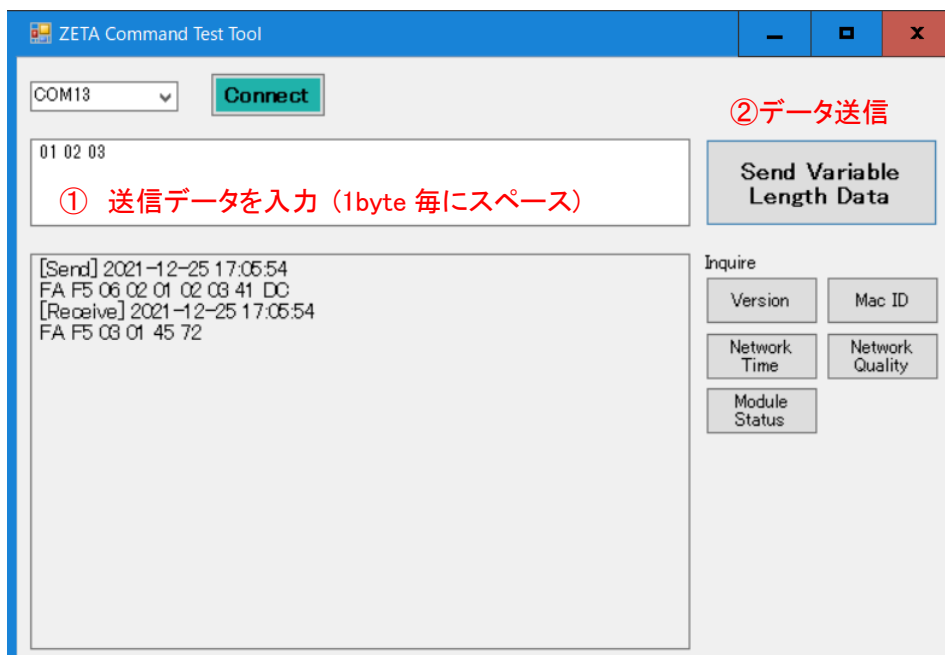 ZETA Command Test Tool
COM13
Connect
②データ送信
01 02 03
① 送信データを入力 (1byte 毎にスペース)
Send Variable
Length Data
[Send] 2021-12-25 17:05:54
FA F5 06 02 01 02 03 41 DC
[Receive] 2021-12-25 17:05:54
FA F5 03 01 45 72
Inquire
Version
Mac ID
Network
Time
Network
Quality
Module
Status